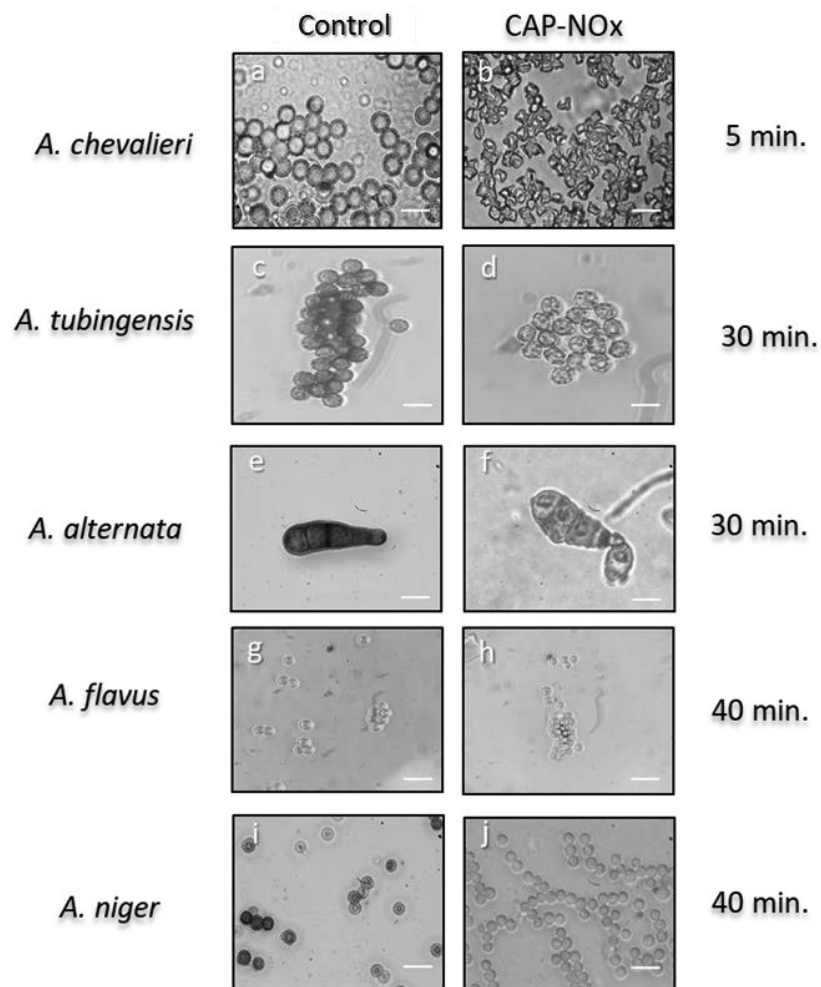 Control CAP-NOx
a b
A. chevalieri 5 min.
c d
A. tubingensis 30 min.
e f
A. alternata 30 min.
g h
A. flavus 40 min.
i j
A. niger 40 min.